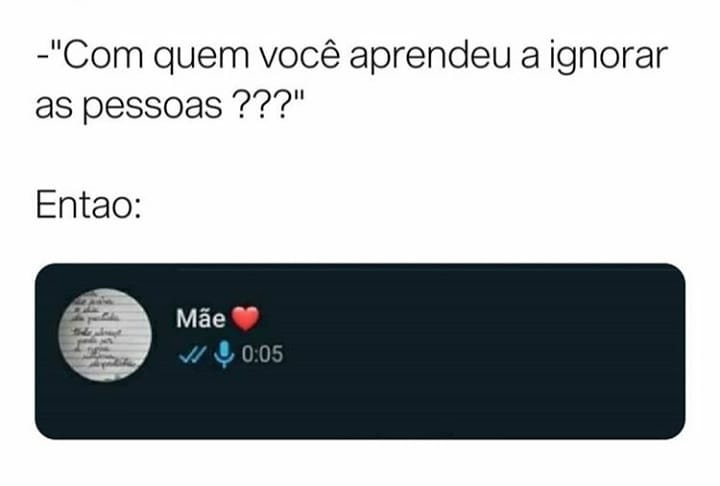 -"Com quem você aprendeu a ignorar
as pessoas ???"
Entao:
Mãe ❤️
0:05